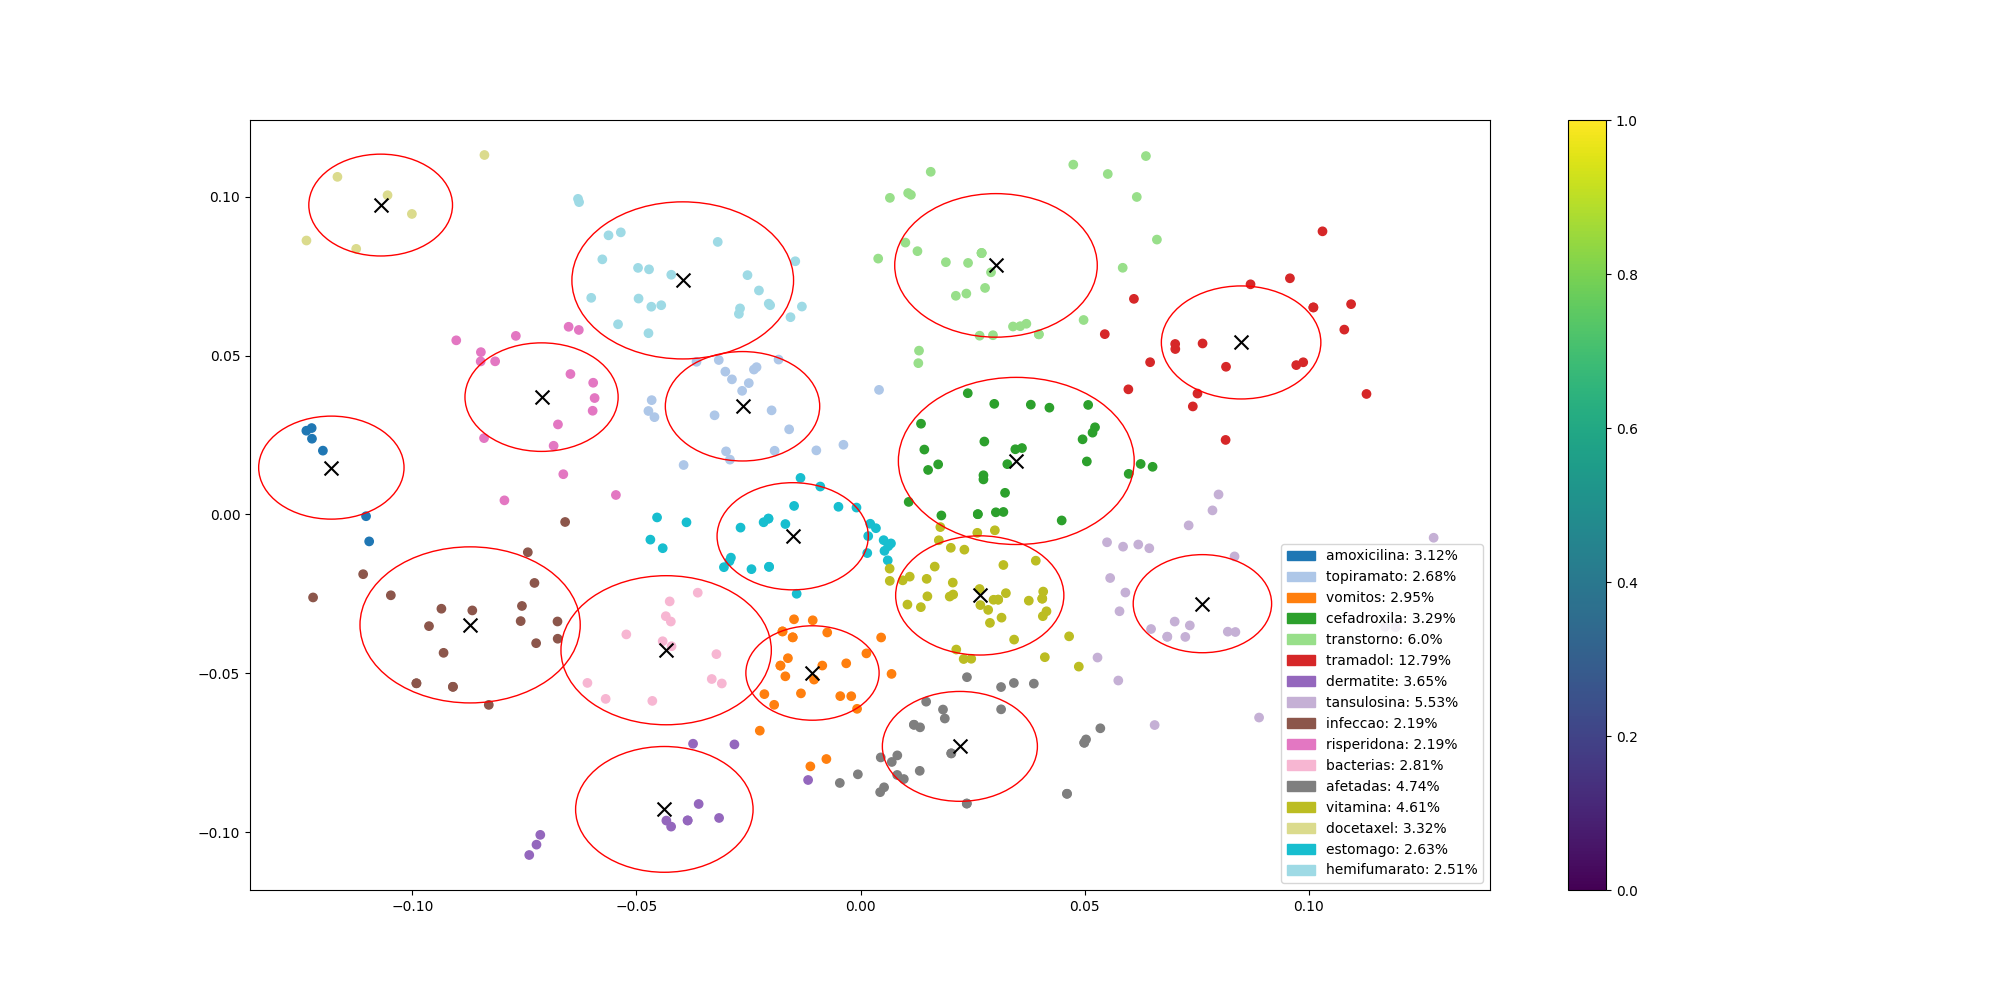 0.10
0.05
0.00
−0.05
−0.10
−0.10
−0.05
0.00
0.05
0.10
amoxicilina: 3.12%
topiramato: 2.68%
vomitos: 2.95%
cefadroxila: 3.29%
transtorno: 6.0%
tramadol: 12.79%
dermatite: 3.65%
tansulosina: 5.53%
infeccao: 2.19%
risperidona: 2.19%
bacterias: 2.81%
afetadas: 4.74%
vitamina: 4.61%
docetaxel: 3.32%
estomago: 2.63%
hemifumarato: 2.51%
1.0
0.8
0.6
0.4
0.2
0.0